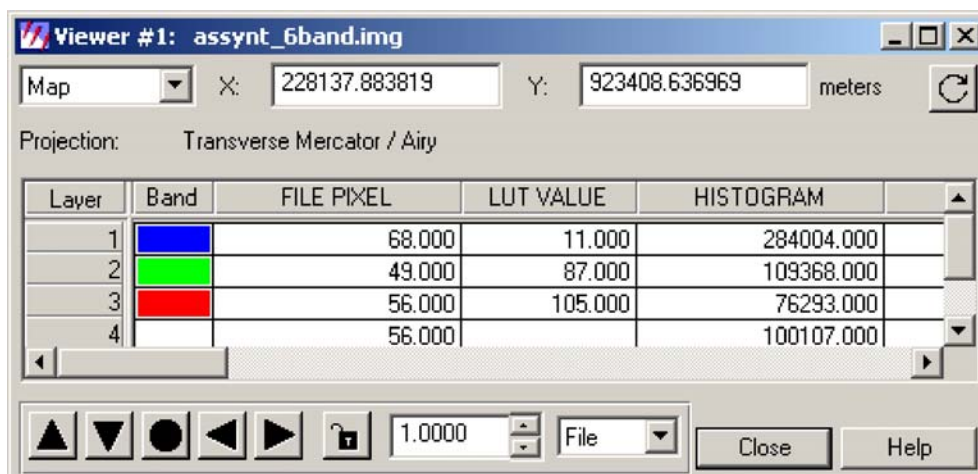 Viewer #1: assynt_6band.img
Map X: 228137.883819 Y: 923408.636969 meters
Projection: Transverse Mercator / Airy
Layer Band FILE PIXEL LUT VALUE HISTOGRAM
1 68.000 11.000 284004.000
2 49.000 87.000 109368.000
3 56.000 105.000 76293.000
4 56.000 100107.000
1.0000 File Close Help